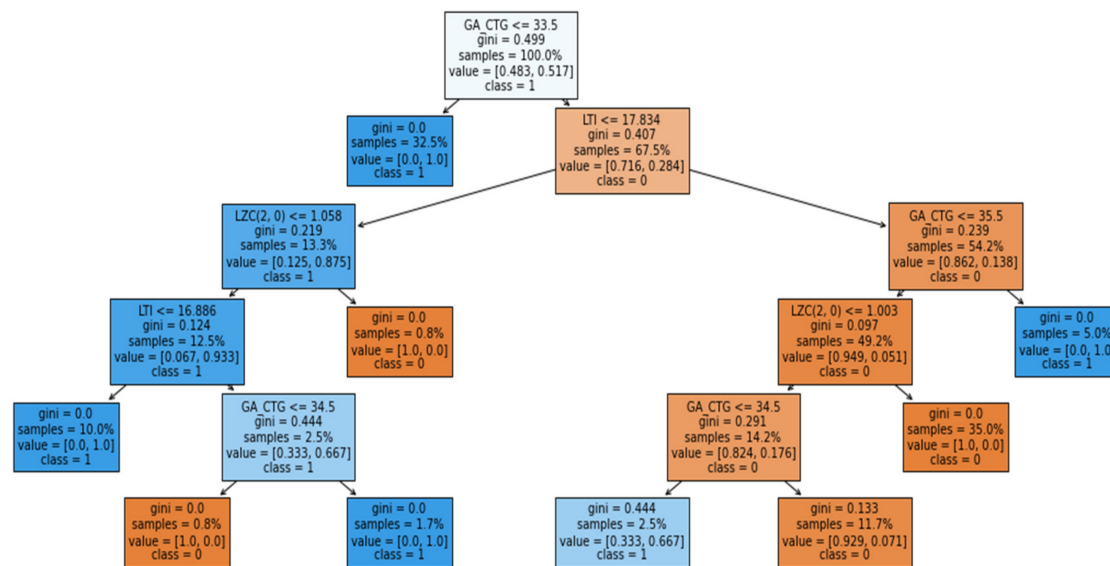 GA_CTG <= 33.5
gini = 0.499
samples = 100.0%
value = [0.483, 0.517]
class = 1
gini = 0.0
samples = 32.5%
value = [0.0, 1.0]
class = 1
LTI <= 17.834
gini = 0.407
samples = 67.5%
value = [0.716, 0.284]
class = 0
LZC(2, 0) <= 1.058
gini = 0.219
samples = 13.3%
value = [0.125, 0.875]
class = 1
GA_CTG <= 35.5
gini = 0.239
samples = 54.2%
value = [0.862, 0.138]
class = 0
LTI <= 16.886
gini = 0.124
samples = 12.5%
value = [0.067, 0.933]
class = 1
gini = 0.0
samples = 0.8%
value = [1.0, 0.0]
class = 0
LZC(2, 0) <= 1.003
gini = 0.097
samples = 49.2%
value = [0.949, 0.051]
class = 0
gini = 0.0
samples = 5.0%
value = [0.0, 1.0
class = 1
gini = 0.0
samples = 10.0%
value = [0.0, 1.0]
class = 1
GA_CTG <= 34.5
gini = 0.444
samples = 2.5%
value = [0.333, 0.667]
class = 1
GA_CTG <= 34.5
gini = 0.291
samples = 14.2%
value = [0.824, 0.176]
class = 0
gini = 0.0
samples = 35.0%
value = [1.0, 0.0]
class = 0
gini = 0.0
samples = 0.8%
value = [1.0, 0.0]
class = 0
gini = 0.0
samples = 1.7%
value = [0.0, 1.0]
class = 1
gini = 0.444
samples = 2.5%
value = [0.333, 0.667]
class = 1
gini = 0.133
samples = 11.7%
value = [0.929, 0.071]
class = 0